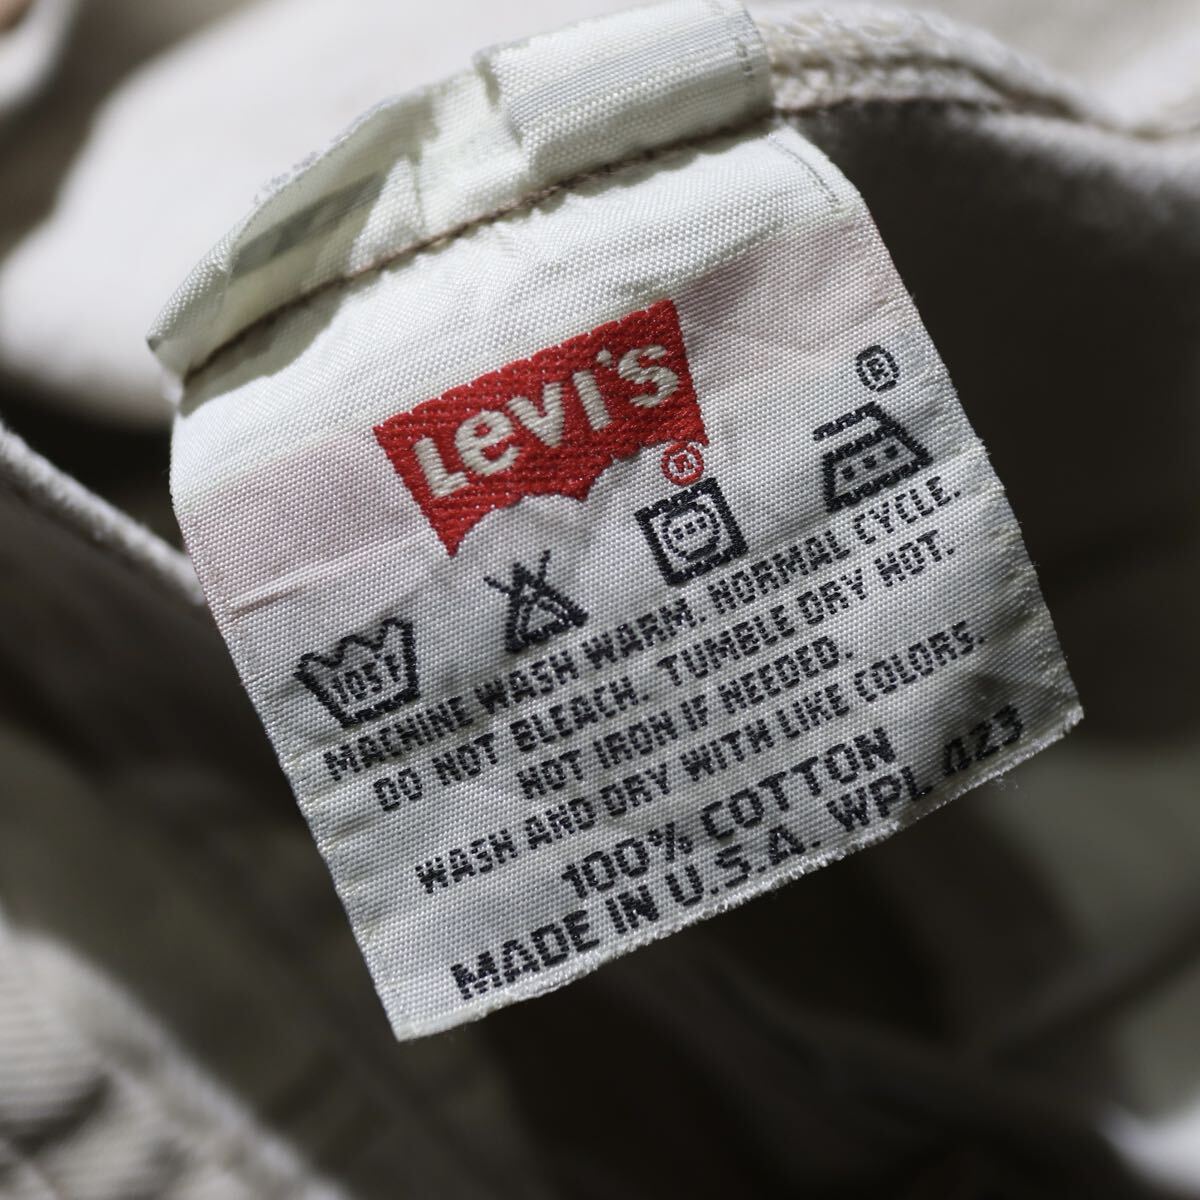 Levi's
®
®
105F
MACHINE WASH WARM. NORMAL CYCLE.
DO NOT BLEACH. TUMBLE DRY HOT.
HOT IRON IF NEEDED.
WASH AND DRY WITH LIKE COLORS.
100% COTTON
MADE IN U.S.A. WPL 423